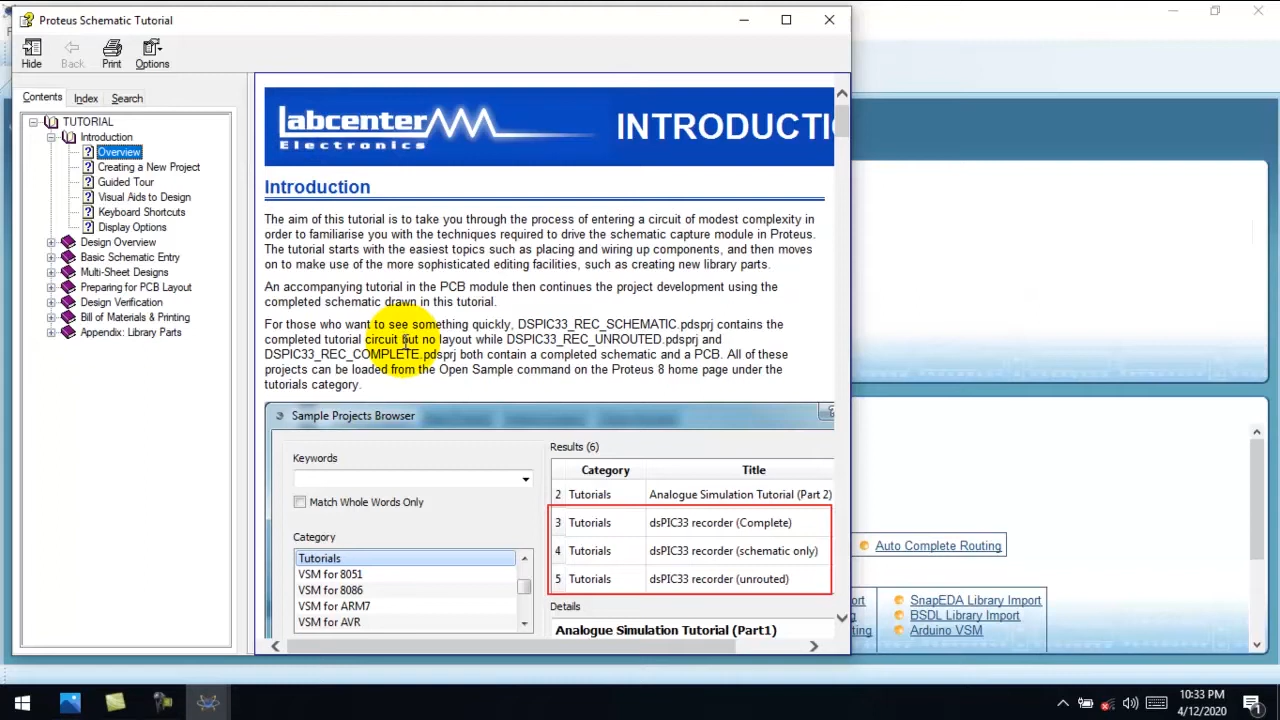 Proteus Schematic Tutorial
Hide
Back
Print
Options
Contents
Index
Search
TUTORIAL
Introduction
Overview
Creating a New Project
Guided Tour
Visual Aids to Design
Keyboard Shortcuts
Display Options
Design Overview
Basic Schematic Entry
Multi-Sheet Designs
Preparing for PCB Layout
Design Verification
Bill of Materials & Printing
Appendix: Library Parts
labcenter
Electronics
INTRODUCTI
Introduction
The aim of this tutorial is to take you through the process of entering a circuit of modest complexity in
order to familiarise you with the techniques required to drive the schematic capture module in Proteus.
The tutorial starts with the easiest topics such as placing and wiring up components, and then moves
on to make use of the more sophisticated editing facilities, such as creating new library parts.
An accompanying tutorial in the PCB module then continues the project development using the
completed schematic drawn in this tutorial.
For those who want to see something quickly, DSPIC33_REC_SCHEMATIC.pdsprj contains the
completed tutorial circuit but no layout while DSPIC33_REC_UNROUTED.pdsprj and
DSPIC33_REC_COMPLETE.pdsprj both contain a completed schematic and a PCB. All of these
projects can be loaded from the Open Sample command on the Proteus 8 home page under the
tutorials category.
Sample Projects Browser
Keywords
Match Whole Words Only
Category
Tutorials
VSM for 8051
VSM for 8086
VSM for ARM7
VSM for AVR
Results (6)
Category Title
2 Tutorials Analogue Simulation Tutorial (Part 2)
3 Tutorials dsPIC33 recorder (Complete)
4 Tutorials dsPIC33 recorder (schematic only)
5 Tutorials dsPIC33 recorder (unrouted)
Details
Analogue Simulation Tutorial (Part1)
Auto Complete Routing
ort
SnapEDA Library Import
BSDL Library Import
ting
Arduino VSM
10:33 PM
4/12/2020
1